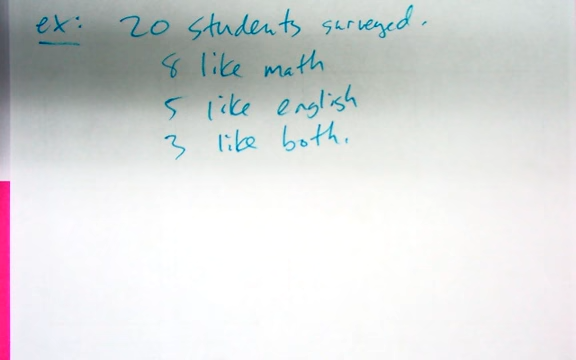 ex: 20 students surveyed.
8 like math
5 like english
3 like both.